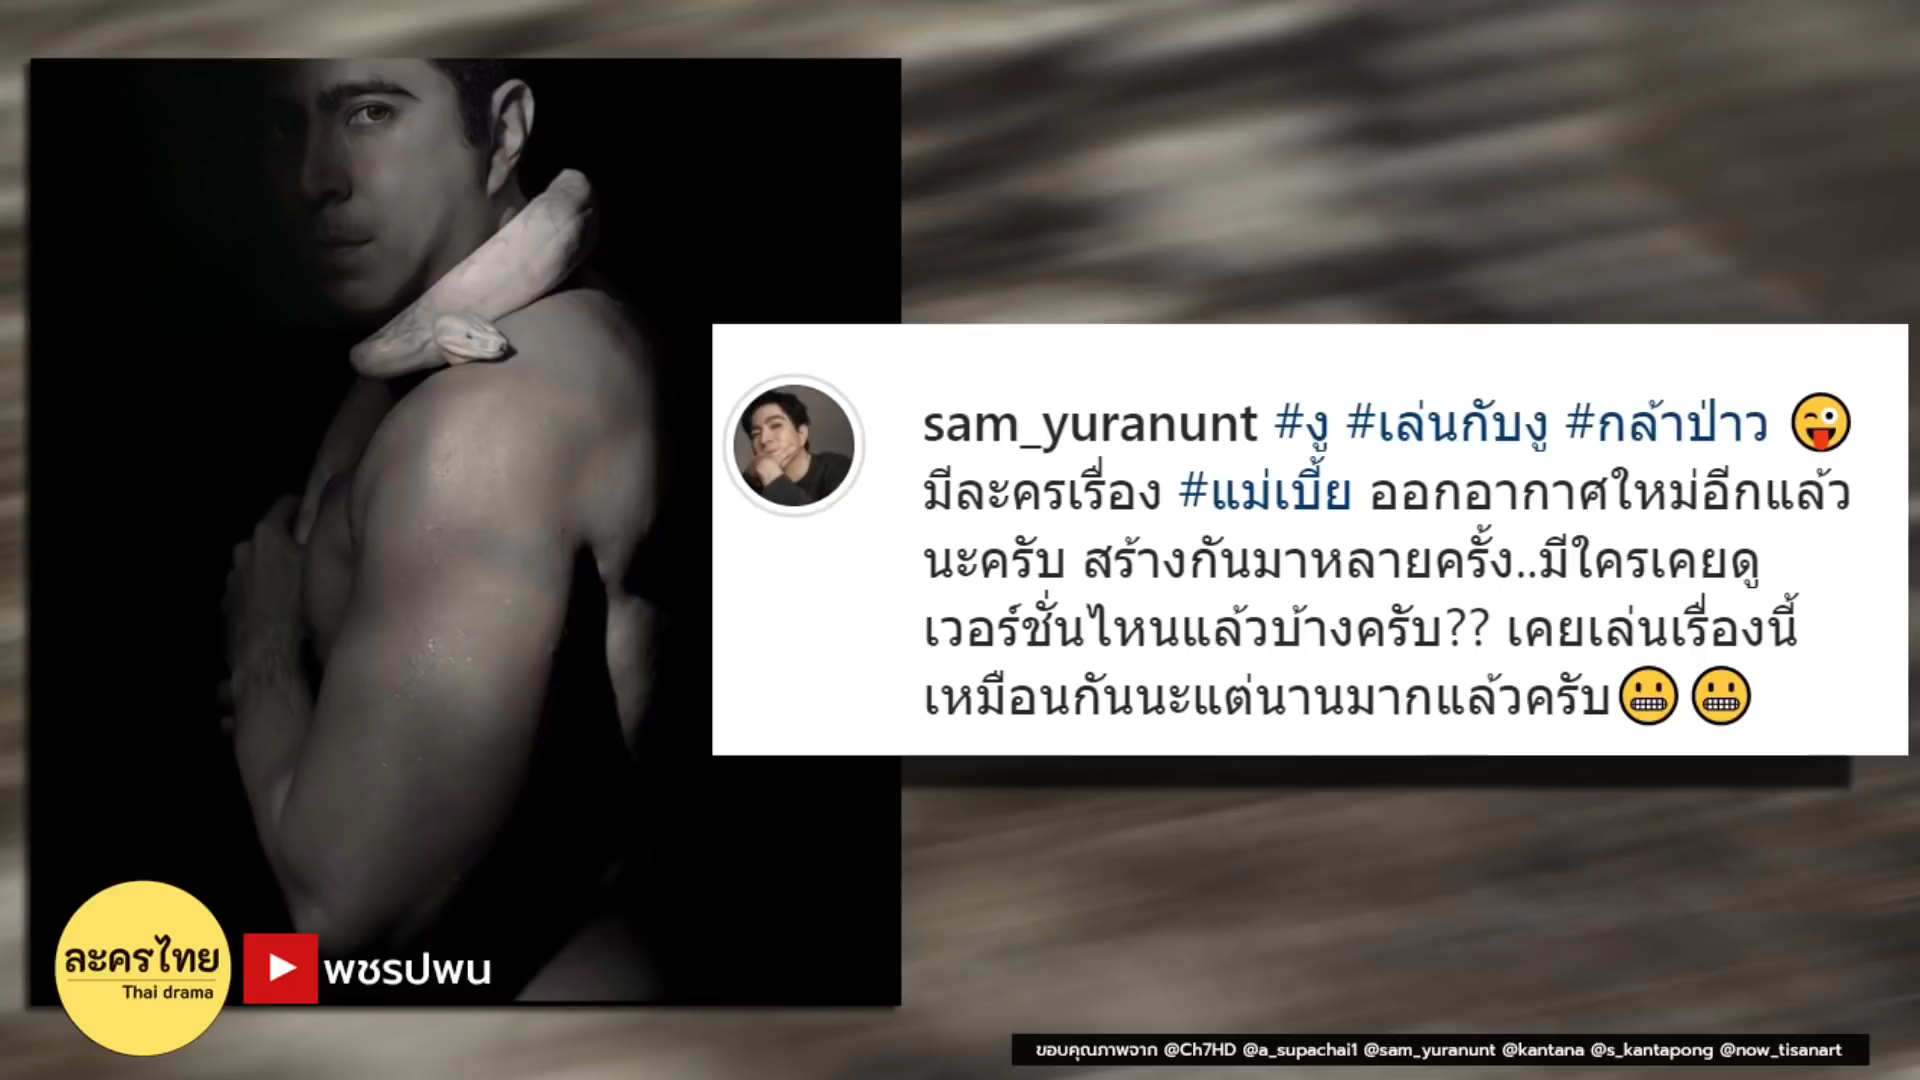 sam_yuranunt #งู #เล่นกับงู #กล้าป่าว 😜
มีละครเรื่อง #แม่เบี้ย ออกอากาศใหม่อีกแล้ว
นะครับ สร้างกันมาหลายครั้ง..มีใครเคยดู
เวอร์ชั่นไหนแล้วบ้างครับ?? เคยเล่นเรื่องนี้
เหมือนกันนะแต่นานมากแล้วครับ😬😬
ละครไทย
Thai drama
พชรปพน
ขอบคุณภาพจาก @Ch7HD @a_supachai1 @sam_yuranunt @kantana @s_kantapong @now_tisanart